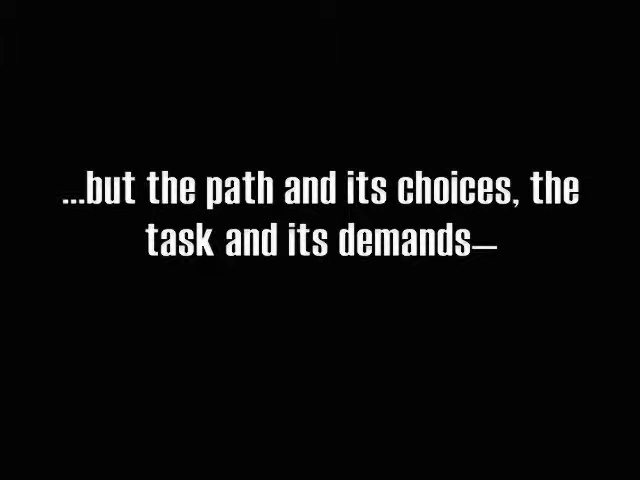 ...but the path and its choices, the
task and its demands—